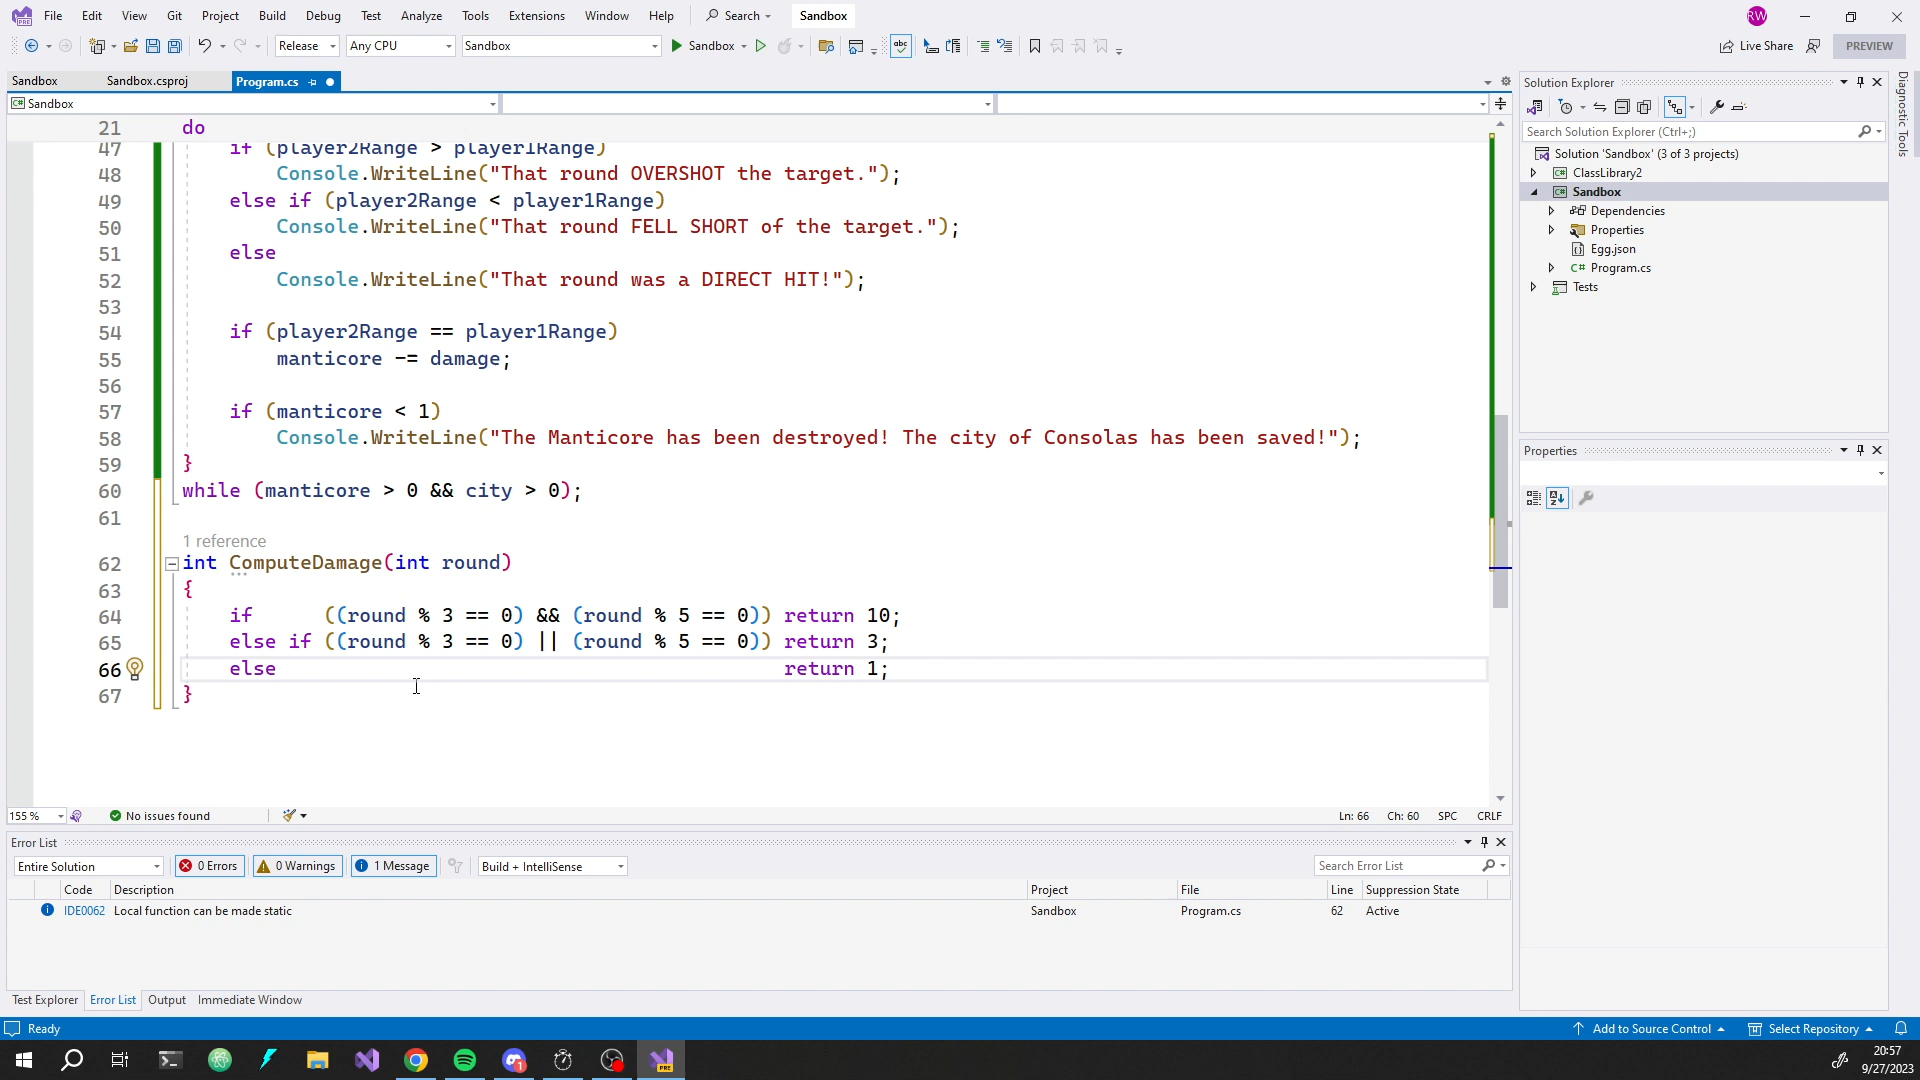 File Edit View Git Project Build Debug Test Analyze Tools Extensions Window Help Search Sandbox RW
Release Any CPU Sandbox Sandbox Live Share PREVIEW
Sandbox Sandbox.csproj Program.cs
C# Sandbox
21 do
47 if (player2Range > player1Range)
48 Console.WriteLine("That round OVERSHOT the target.");
49 else if (player2Range < player1Range)
50 Console.WriteLine("That round FELL SHORT of the target.");
51 else
52 Console.WriteLine("That round was a DIRECT HIT!");
53
54 if (player2Range == player1Range)
55 manticore -= damage;
56
57 if (manticore < 1)
58 Console.WriteLine("The Manticore has been destroyed! The city of Consolas has been saved!");
59 }
60 while (manticore > 0 && city > 0);
61
1 reference
62 int ComputeDamage(int round)
63 {
64 if ((round % 3 == 0) && (round % 5 == 0)) return 10;
65 else if ((round % 3 == 0) || (round % 5 == 0)) return 3;
66 else return 1;
67 }
155 % No issues found Ln: 66 Ch: 60 SPC CRLF
Error List
Entire Solution 0 Errors 0 Warnings 1 Message Build + IntelliSense Search Error List
Code Description Project File Line Suppression State
IDE0062 Local function can be made static Sandbox Program.cs 62 Active
Test Explorer Error List Output Immediate Window
Solution Explorer
Search Solution Explorer (Ctrl+;)
Solution 'Sandbox' (3 of 3 projects)
C# ClassLibrary2
C# Sandbox
Dependencies
Properties
Egg.json
C# Program.cs
Tests
Properties
Diagnostic Tools
Ready Add to Source Control Select Repository
1
PRE
20:57
9/27/2023